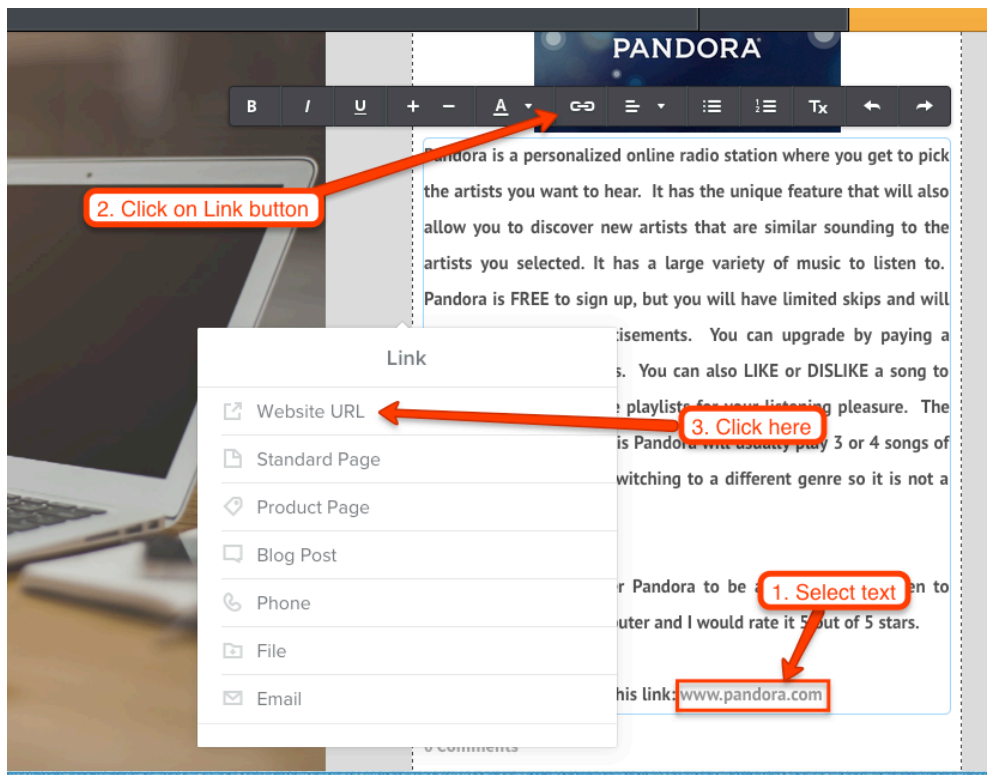 PANDORA
B I U + − A Tx
Pandora is a personalized online radio station where you get to pick
the artists you want to hear. It has the unique feature that will also
2. Click on Link button
allow you to discover new artists that are similar sounding to the
artists you selected. It has a large variety of music to listen to.
Pandora is FREE to sign up, but you will have limited skips and will
tisements. You can upgrade by paying a
Link
s. You can also LIKE or DISLIKE a song to
playlists for your listening pleasure. The
Website URL
3. Click here
is Pandora will usually play 3 or 4 songs of
Standard Page
witching to a different genre so it is not a
Product Page
Blog Post
r Pandora to be a
1. Select text
en to
Phone
uter and I would rate it 5 out of 5 stars.
File
his link: www.pandora.com
Email
0 Comments